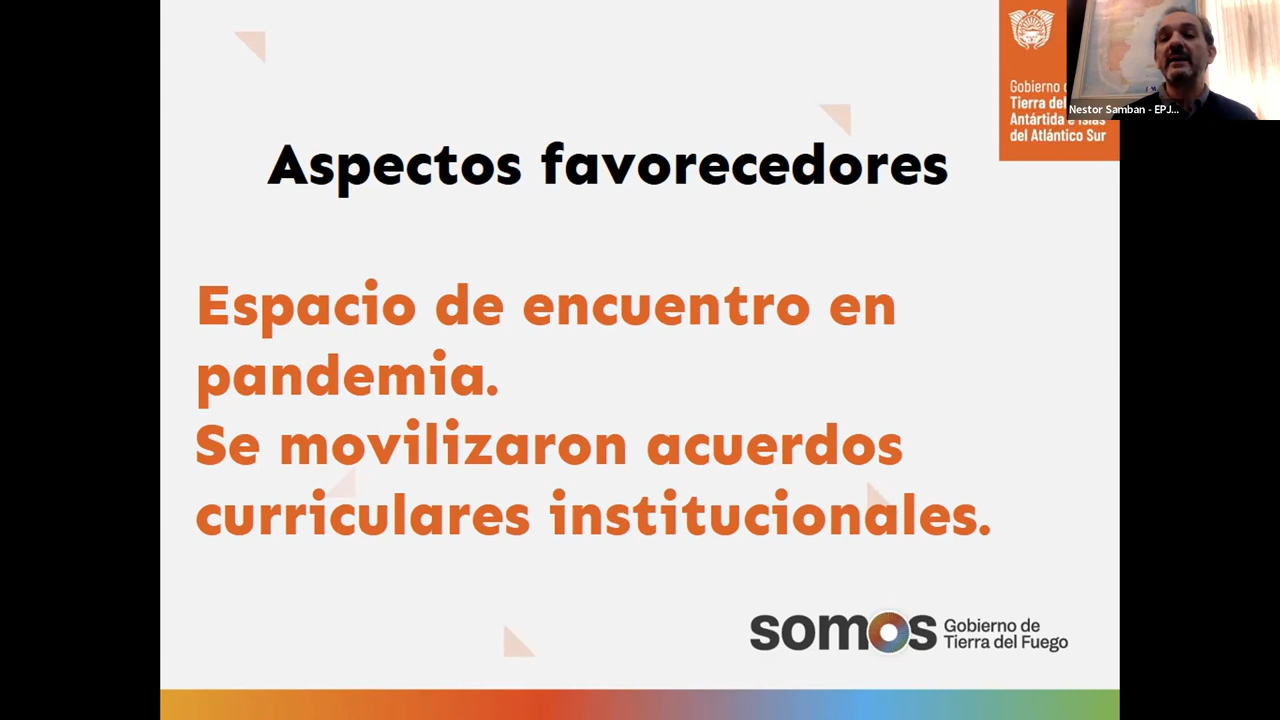 Aspectos favorecedores
Espacio de encuentro en
pandemia.
Se movilizaron acuerdos
curriculares institucionales.
Gobierno
Tierra del
Antártida e Islas
del Atlántico Sur
Nestor Samban - EPJ...
somos
Gobierno de
Tierra del Fuego